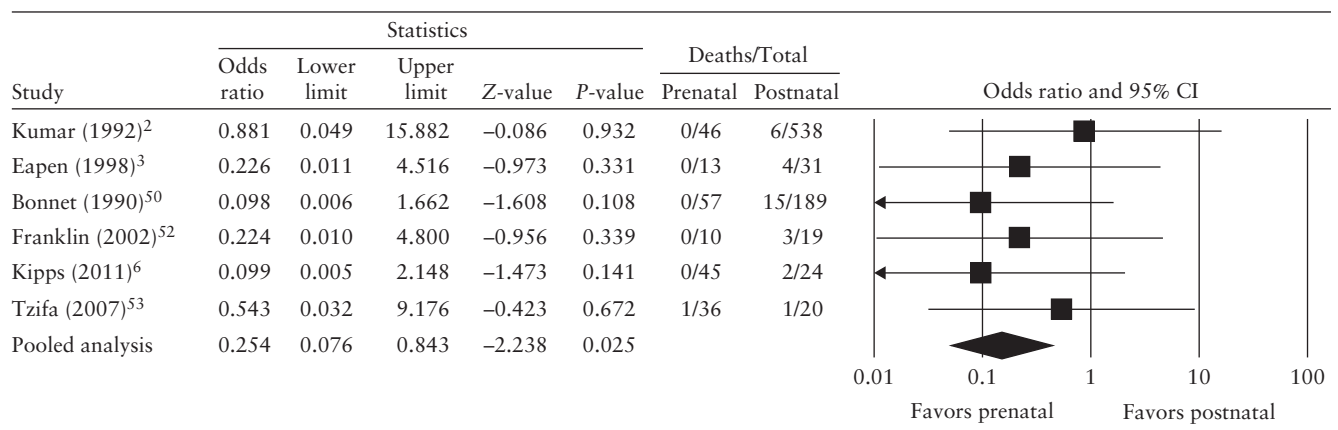 Statistics
Deaths/Total
Study Odds ratio Lower limit Upper limit Z-value P-value Prenatal Postnatal Odds ratio and 95% CI
Kumar (1992)2 0.881 0.049 15.882 –0.086 0.932 0/46 6/538
Eapen (1998)3 0.226 0.011 4.516 –0.973 0.331 0/13 4/31
Bonnet (1990)50 0.098 0.006 1.662 –1.608 0.108 0/57 15/189
Franklin (2002)52 0.224 0.010 4.800 –0.956 0.339 0/10 3/19
Kipps (2011)6 0.099 0.005 2.148 –1.473 0.141 0/45 2/24
Tzifa (2007)53 0.543 0.032 9.176 –0.423 0.672 1/36 1/20
Pooled analysis 0.254 0.076 0.843 –2.238 0.025
0.01 0.1 1 10 100
Favors prenatal Favors postnatal